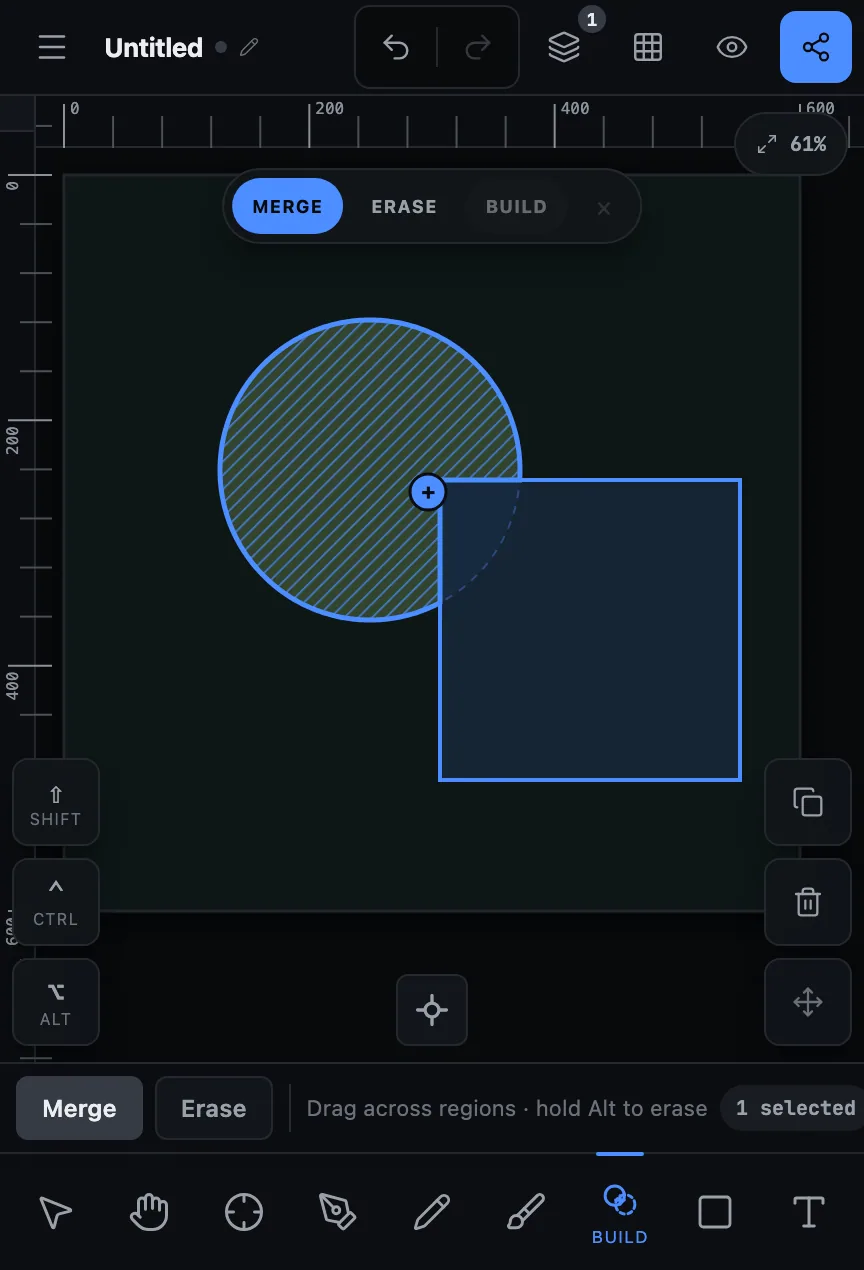 Untitled
1
0 200 400 600
61%
0
MERGE ERASE BUILD
200
400
⇧
SHIFT
^
CTRL
600
⌥
ALT
Merge Erase Drag across regions · hold Alt to erase 1 selected
BUILD